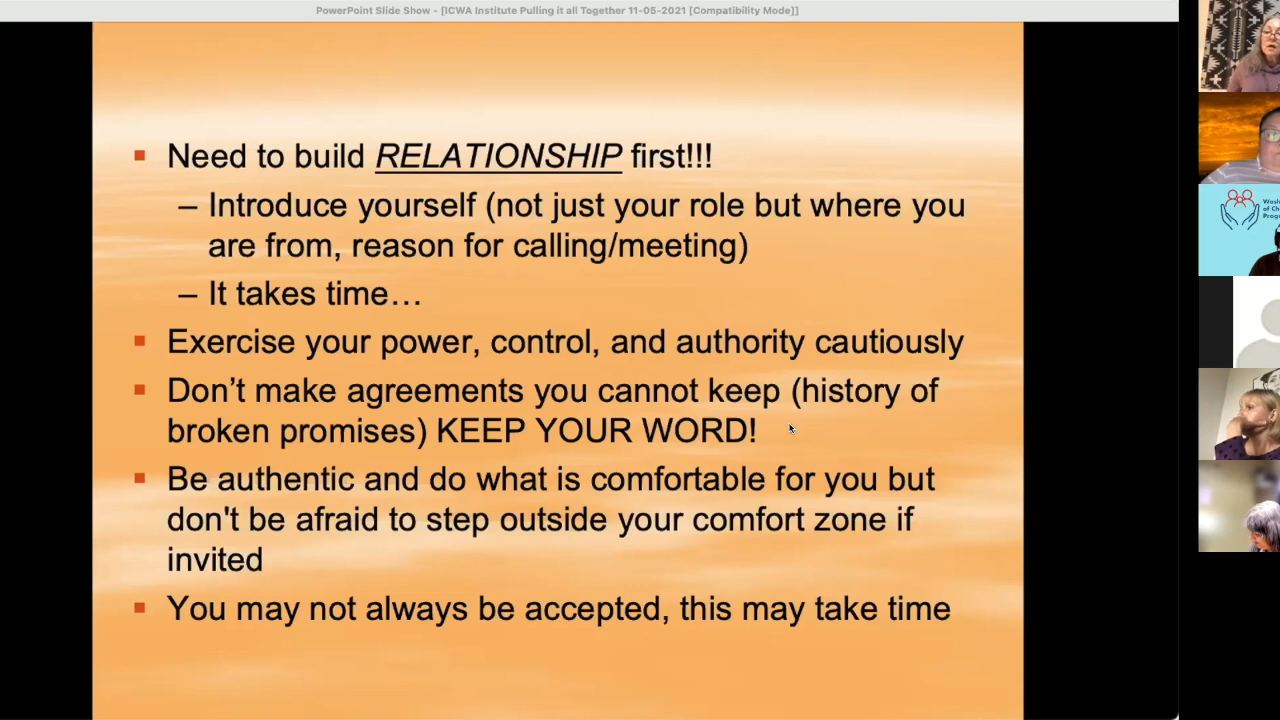 PowerPoint Slide Show - [ICWA Institute Pulling it all Together 11-05-2021 [Compatibility Mode]]
Need to build RELATIONSHIP first!!!
– Introduce yourself (not just your role but where you
are from, reason for calling/meeting)
– It takes time…
Exercise your power, control, and authority cautiously
Don’t make agreements you cannot keep (history of
broken promises) KEEP YOUR WORD!
Be authentic and do what is comfortable for you but
don't be afraid to step outside your comfort zone if
invited
You may not always be accepted, this may take time
of Ch